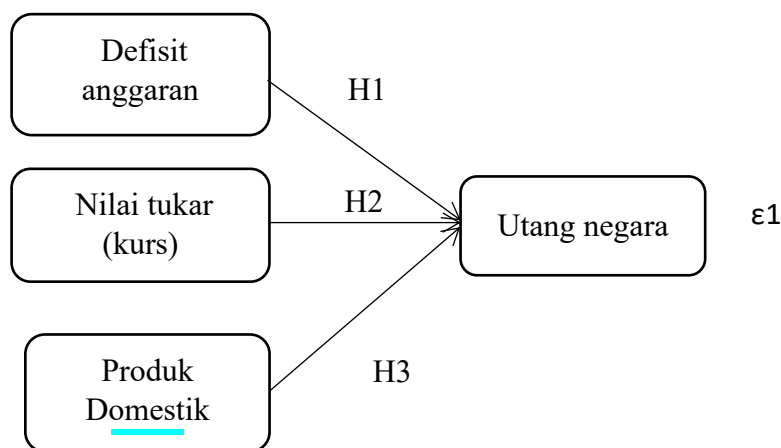 Defisit
anggaran
H1
Nilai tukar
(kurs)
H2
Utang negara
ε1
Produk
Domestik
H3